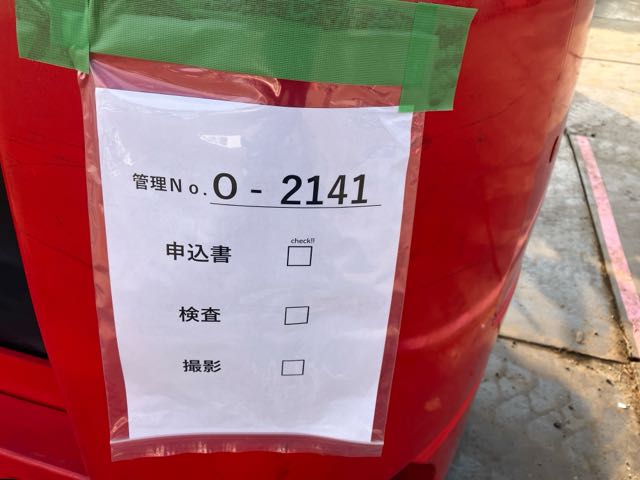 管理No. O - 2141
check!!
申込書 □
検査 □
撮影 □